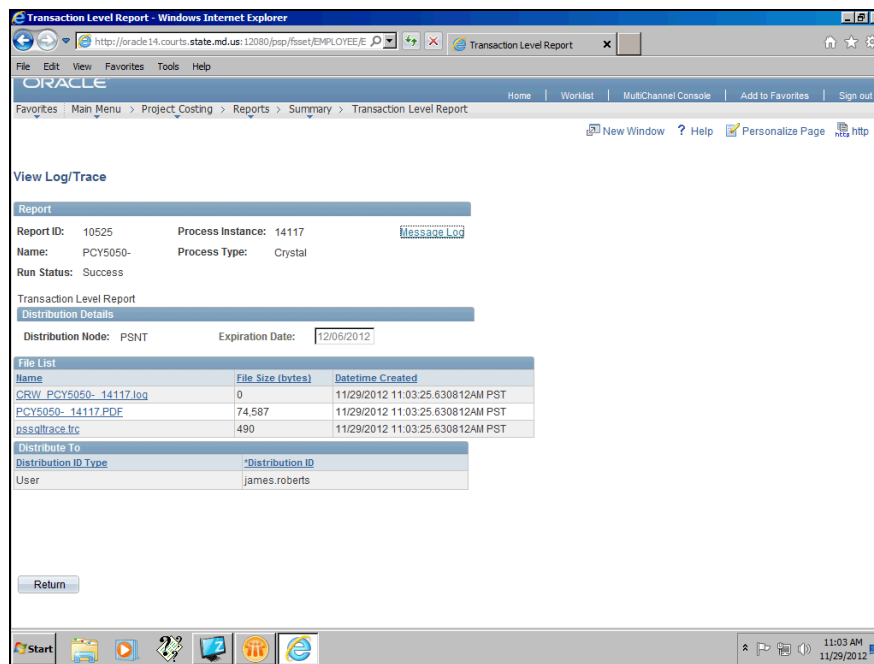 Transaction Level Report - Windows Internet Explorer
http://oracle14.courts.state.md.us:12080/psp/fsset/EMPLOYEE/E
Transaction Level Report
File Edit View Favorites Tools Help
ORACLE
Home | Worklist | MultiChannel Console | Add to Favorites | Sign out
Favorites Main Menu > Project Costing > Reports > Summary > Transaction Level Report
New Window ? Help Personalize Page http
View Log/Trace
Report
Report ID: 10525 Process Instance: 14117 Message Log
Name: PCY5050- Process Type: Crystal
Run Status: Success
Transaction Level Report
Distribution Details
Distribution Node: PSNT Expiration Date: 12/06/2012
File List
Name File Size (bytes) Datetime Created
CRW_PCY5050-_14117.log 0 11/29/2012 11:03:25.630812AM PST
PCY5050-_14117.PDF 74,587 11/29/2012 11:03:25.630812AM PST
pssqltrace.trc 490 11/29/2012 11:03:25.630812AM PST
Distribute To
Distribution ID Type *Distribution ID
User james.roberts
Return
Start
11:03 AM
11/29/2012